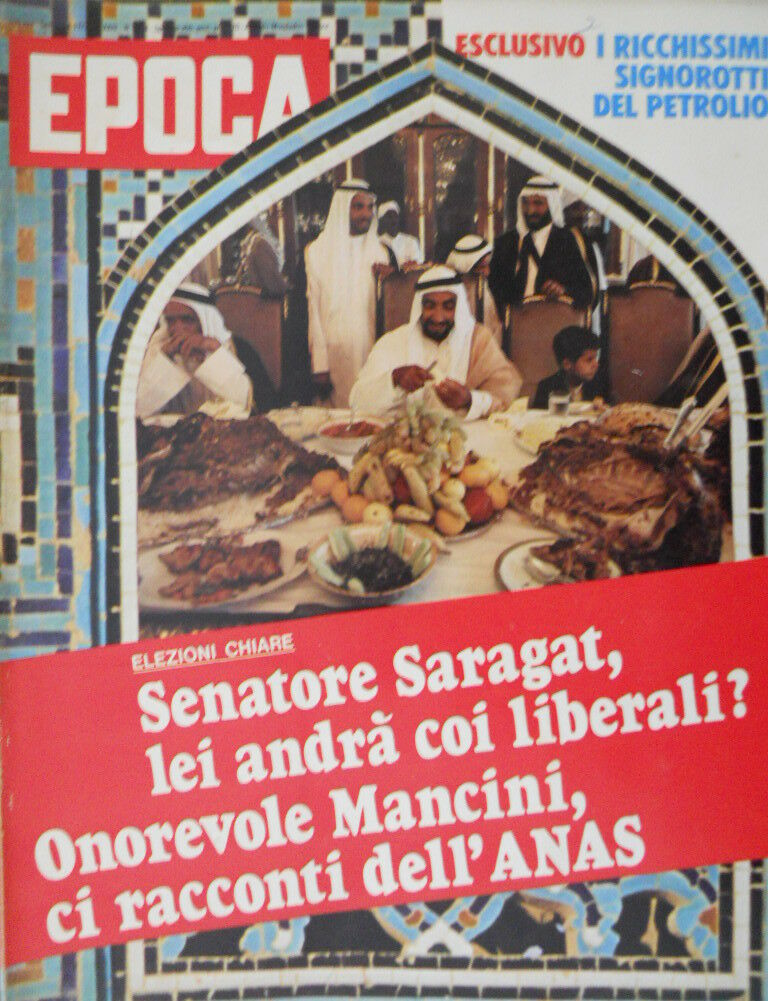 EPOCA
ESCLUSIVO I RICCHISSIMI
SIGNOROTTI
DEL PETROLIO
ELEZIONI CHIARE
Senatore Saragat,
lei andrà coi liberali?
Onorevole Mancini,
ci racconti dell'ANAS